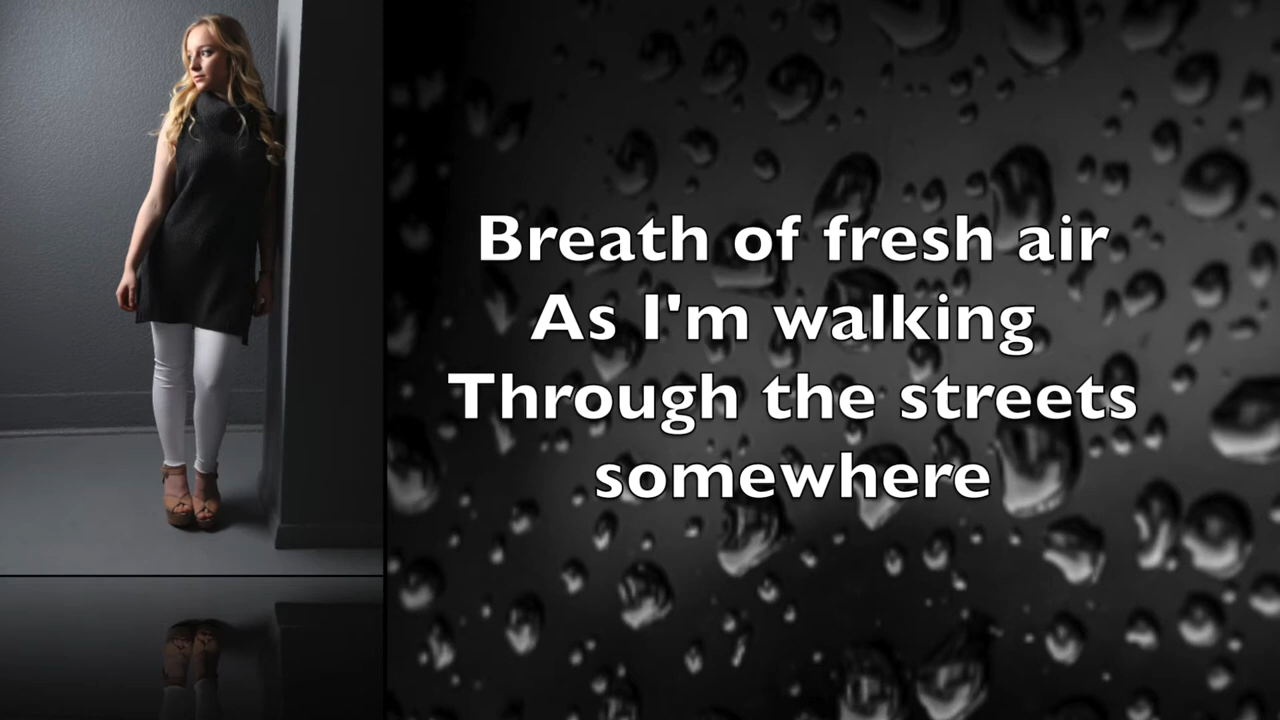 Breath of fresh air
As I'm walking
Through the streets
somewhere